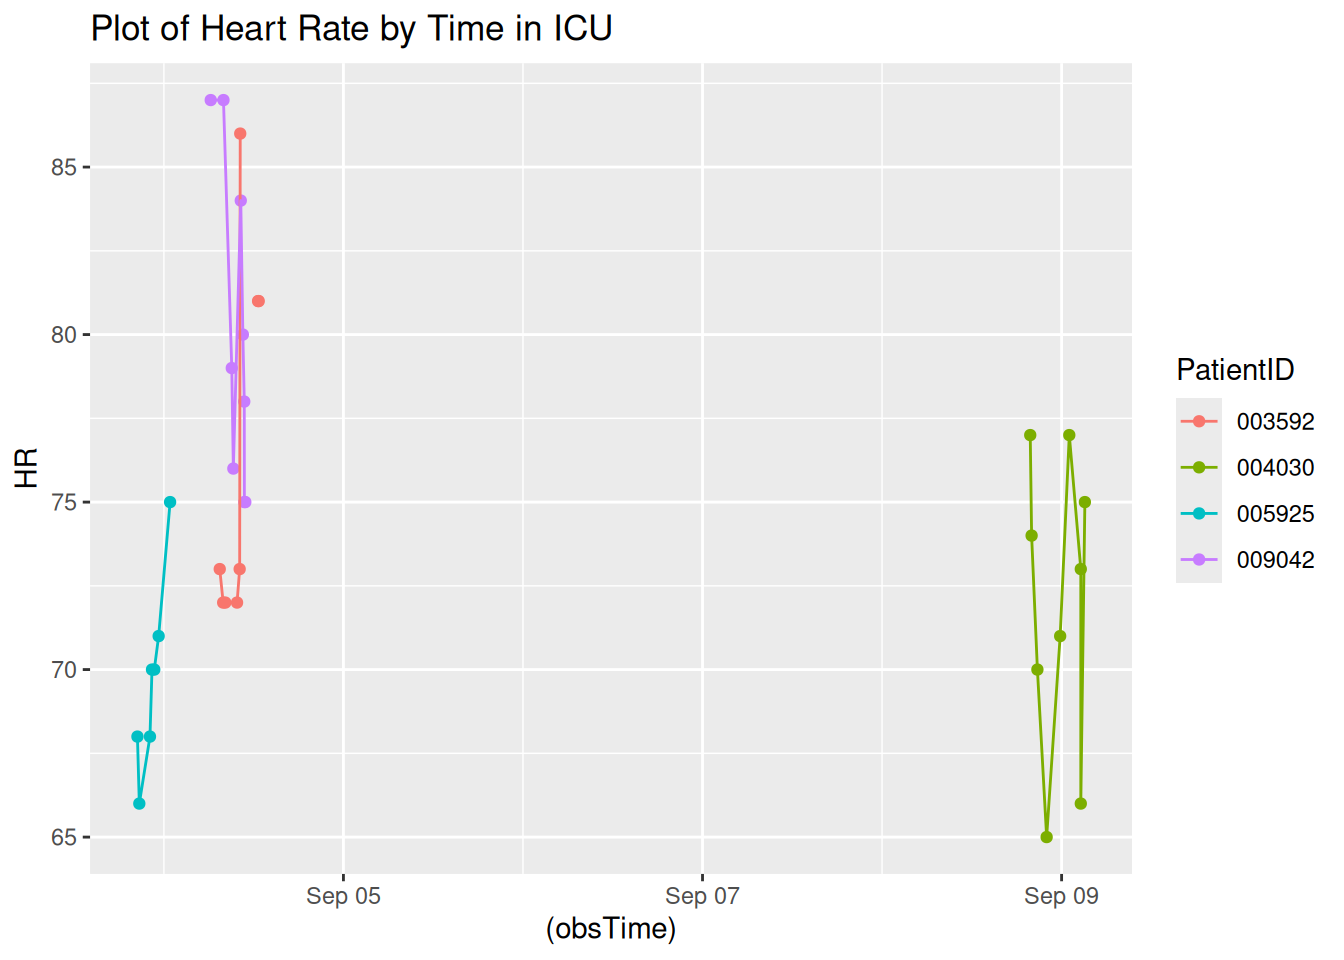 Plot of Heart Rate by Time in ICU
85
80
75
70
65
HR
Sep 05
Sep 07
Sep 09
(obsTime)
PatientID
003592
004030
005925
009042